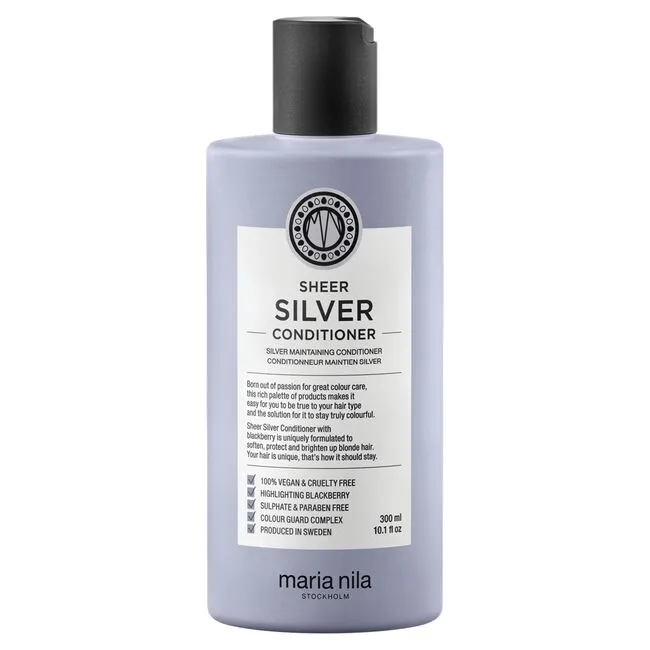 SHEER
SILVER
CONDITIONER
SILVER MAINTAINING CONDITIONER
CONDITIONNEUR MAINTIEN SILVER
Born out of passion for great colour care,
this rich palette of products makes it
easy for you to be true to your hair type
and the solution for it to stay truly colourful.
Sheer Silver Conditioner with
blackberry is uniquely formulated to
soften, protect and brighten up blonde hair.
Your hair is unique, that's how it should stay.
100% VEGAN & CRUELTY FREE
HIGHLIGHTING BLACKBERRY
SULPHATE & PARABEN FREE
COLOUR GUARD COMPLEX
PRODUCED IN SWEDEN
300 ml
10.1 fl oz
maria nila
STOCKHOLM